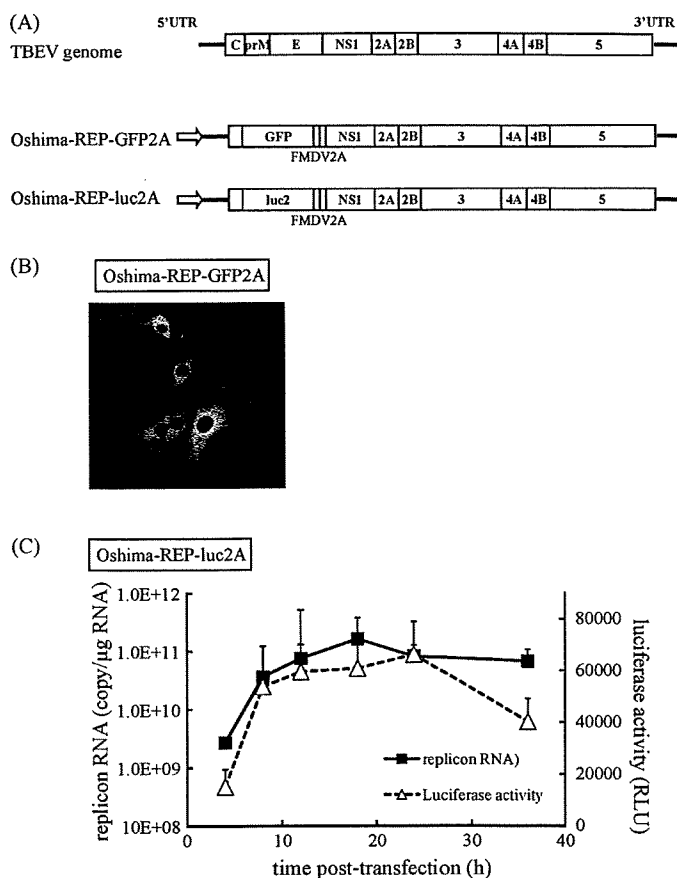 (A)
5'UTR 3'UTR
TBEV genome C prM E NS1 2A 2B 3 4A 4B 5
Oshima-REP-GFP2A GFP NS1 2A 2B 3 4A 4B 5
FMDV2A
Oshima-REP-luc2A luc2 NS1 2A 2B 3 4A 4B 5
FMDV2A
(B)
Oshima-REP-GFP2A
(C)
Oshima-REP-luc2A
replicon RNA (copy/µg RNA)
1.0E+12
1.0E+11
1.0E+10
1.0E+09
10E+08
80000
60000
40000
20000
0
luciferase activity (RLU)
replicon RNA)
Luciferase activity
0 10 20 30 40
time post-transfection (h)